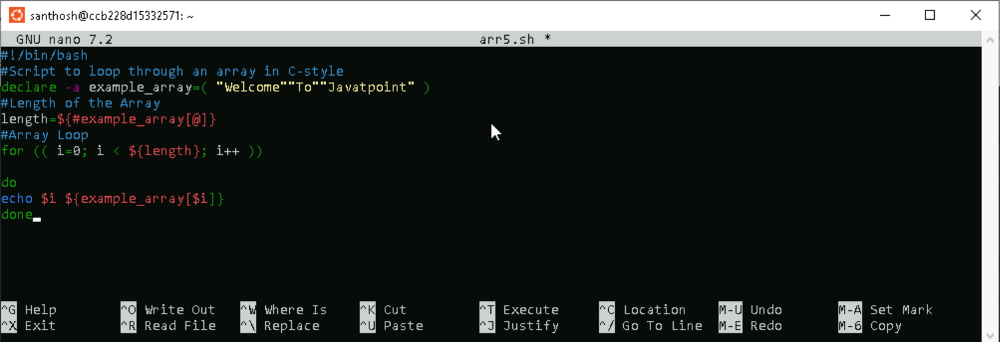 santhosh@ccb228d15332571: ~
GNU nano 7.2 arr5.sh *
#!/bin/bash
#Script to loop through an array in C-style
declare -a example_array=( "Welcome""To""Javatpoint" )
#Length of the Array
length=${#example_array[@]}
#Array Loop
for (( i=0; i < ${length}; i++ ))
do
echo $i ${example_array[$i]}
done
^G Help ^O Write Out ^W Where Is ^K Cut ^T Execute ^C Location M-U Undo M-A Set Mark
^X Exit ^R Read File ^\ Replace ^U Paste ^J Justify ^/ Go To Line M-E Redo M-6 Copy